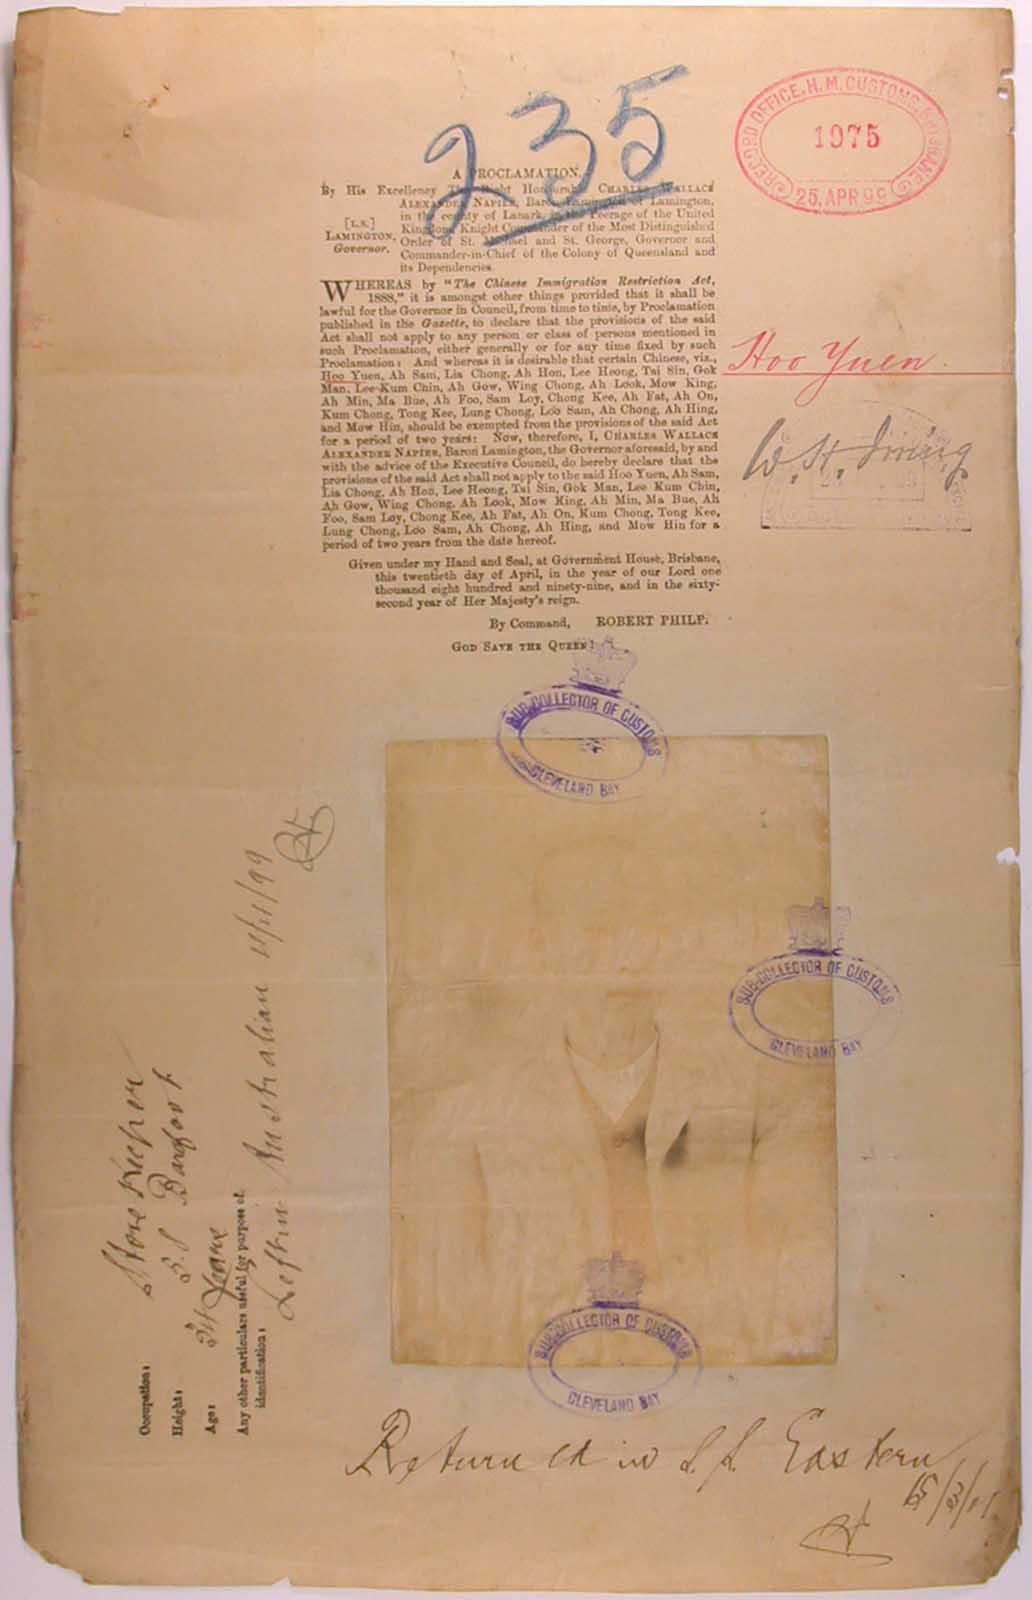 235
RECORD OFFICE, H.M. CUSTOMS, BRISBANE
1975
25. APR 99
A PROCLAMATION.
By His Excellency The Right Honourable CHARLES WALLACE
ALEXANDER NAPIER, Baron Lamington of Lamington,
in the county of Lanark, in the Peerage of the United
Kingdom, Knight Commander of the Most Distinguished
Order of St. Michael and St. George, Governor and
Commander-in-Chief of the Colony of Queensland and
its Dependencies.
[L.S.]
LAMINGTON,
Governor.
WHEREAS by "The Chinese Immigration Restriction Act,
1888," it is amongst other things provided that it shall be
lawful for the Governor in Council, from time to time, by Proclamation
published in the Gazette, to declare that the provisions of the said
Act shall not apply to any person or class of persons mentioned in
such Proclamation, either generally or for any time fixed by such
Proclamation: And whereas it is desirable that certain Chinese, viz.,
Hoo Yuen, Ah Sam, Lia Chong, Ah Hon, Lee Heong, Tai Sin, Gok
Man, Lee Kum Chin, Ah Gow, Wing Chong, Ah Look, Mow King,
Ah Min, Ma Bue, Ah Foo, Sam Loy, Chong Kee, Ah Fat, Ah On,
Kum Chong, Tong Kee, Lung Chong, Loo Sam, Ah Chong, Ah Hing,
and Mow Hin, should be exempted from the provisions of the said Act
for a period of two years: Now, therefore, I, CHARLES WALLACE
ALEXANDER NAPIER, Baron Lamington, the Governor aforesaid, by and
with the advice of the Executive Council, do hereby declare that the
provisions of the said Act shall not apply to the said Hoo Yuen, Ah Sam,
Lia Chong, Ah Hon, Lee Heong, Tai Sin, Gok Man, Lee Kum Chin,
Ah Gow, Wing Chong, Ah Look, Mow King, Ah Min, Ma Bue, Ah
Foo, Sam Loy, Chong Kee, Ah Fat, Ah On, Kum Chong, Tong Kee,
Lung Chong, Loo Sam, Ah Chong, Ah Hing, and Mow Hin for a
period of two years from the date hereof.
Given under my Hand and Seal, at Government House, Brisbane,
this twentieth day of April, in the year of our Lord one
thousand eight hundred and ninety-nine, and in the sixty-
second year of Her Majesty's reign.
By Command, ROBERT PHILP.
GOD SAVE THE QUEEN!
Hoo Yuen
W. H. Irving
SUB-COLLECTOR OF CUSTOMS
CLEVELAND BAY
SUB-COLLECTOR OF CUSTOMS
CLEVELAND BAY
SUB-COLLECTOR OF CUSTOMS
CLEVELAND BAY
Occupation: Storekeeper
Height: 5.8 Barefoot
Age: Years
Any other particulars useful for purpose of
identification:
Left in Australian
Returned in S.S. Eastern